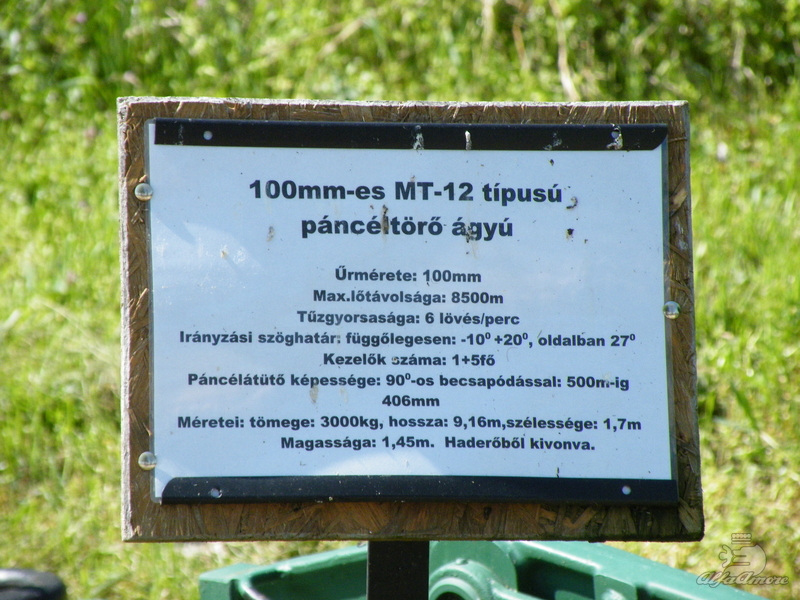 100mm-es MT-12 típusú
páncéltörő ágyú
Űrmérete: 100mm
Max.lőtávolsága: 8500m
Tűzgyorsasága: 6 lövés/perc
Irányzási szöghatár: függőlegesen: -10⁰ +20⁰, oldalban 27⁰
Kezelők száma: 1+5fő
Páncélátütő képessége: 90⁰-os becsapódással: 500m-ig
406mm
Méretei: tömege: 3000kg, hossza: 9,16m,szélessége: 1,7m
Magassága: 1,45m. Haderőből kivonva.
AlfaAmore